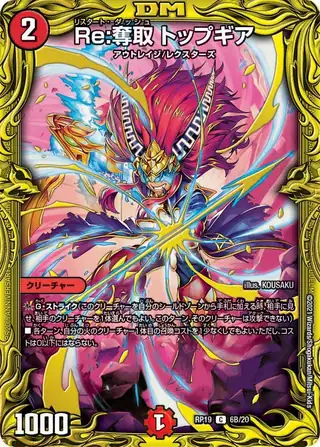 DM
2
リスタート・ダッシュ
Re:奪取 トップギア
アウトレイジ/レクスターズ
クリーチャー
illus. KOUSAKU
G・ストライク(このクリーチャーを自分のシールドゾーンから手札に加える時、相手に見
せ、相手のクリーチャーを1体選んでもよい。このターン、そのクリーチャーは攻撃できない)
■各ターン、自分の火のクリーチャー1体目の召喚コストを1少なくしてもよい。ただし、コス
トは0以下にはならない。
1000
RP19 C 6B/20